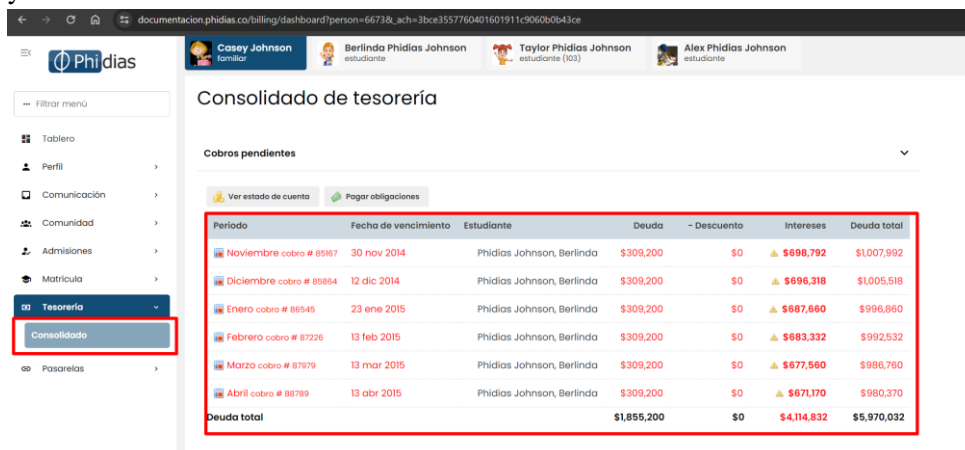 y
documentacion.phidias.co/billing/dashboard?person=6673&_ach=3bce3557760401601911c9060b0b43ce
Phidias
Casey Johnson
familiar
Berlinda Phidias Johnson
estudiante
Taylor Phidias Johnson
estudiante (103)
Alex Phidias Johnson
estudiante
Filtrar menú
Tablero
Perfil
Comunicación
Comunidad
Admisiones
Matrícula
Tesorería
Consolidado
Pasarelas
Consolidado de tesorería
Cobros pendientes
Ver estado de cuenta Pagar obligaciones
Período Fecha de vencimiento Estudiante Deuda - Descuento Intereses Deuda total
Noviembre cobro # 85167 30 nov 2014 Phidias Johnson, Berlinda $309,200 $0 $698,792 $1,007,992
Diciembre cobro # 85864 12 dic 2014 Phidias Johnson, Berlinda $309,200 $0 $696,318 $1,005,518
Enero cobro # 86545 23 ene 2015 Phidias Johnson, Berlinda $309,200 $0 $687,660 $996,860
Febrero cobro # 87226 13 feb 2015 Phidias Johnson, Berlinda $309,200 $0 $683,332 $992,532
Marzo cobro # 87979 13 mar 2015 Phidias Johnson, Berlinda $309,200 $0 $677,560 $986,760
Abril cobro # 88789 13 abr 2015 Phidias Johnson, Berlinda $309,200 $0 $671,170 $980,370
Deuda total $1,855,200 $0 $4,114,832 $5,970,032